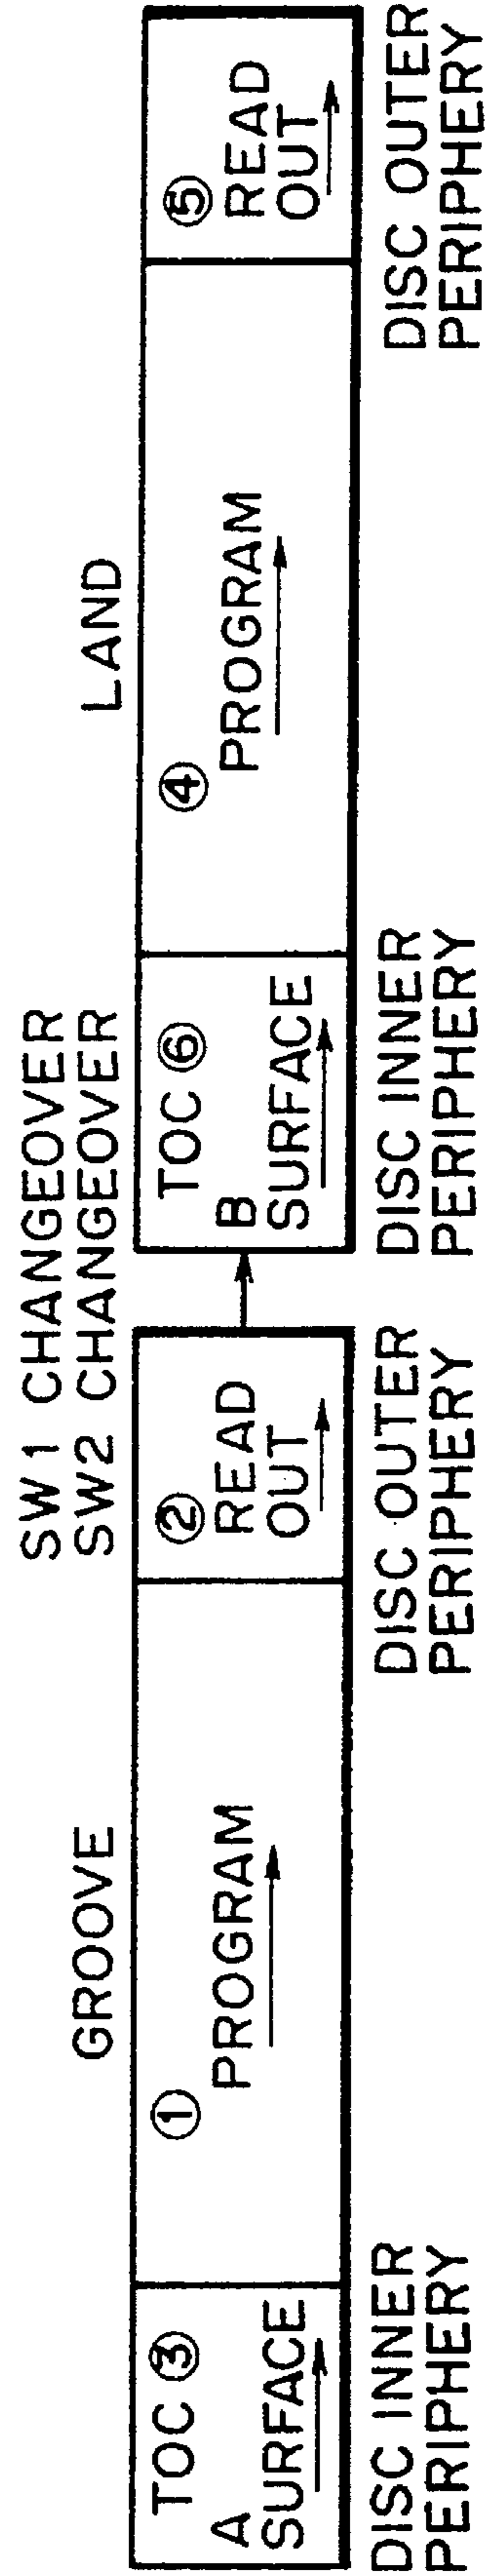 SW1 CHANGEOVER
SW2 CHANGEOVER
GROOVE
LAND
TOC ③
A
SURFACE
①
PROGRAM
②
READ
OUT
TOC ⑥
B
SURFACE
④
PROGRAM
⑤
READ
OUT
DISC INNER
PERIPHERY
DISC OUTER
PERIPHERY
DISC INNER
PERIPHERY
DISC OUTER
PERIPHERY